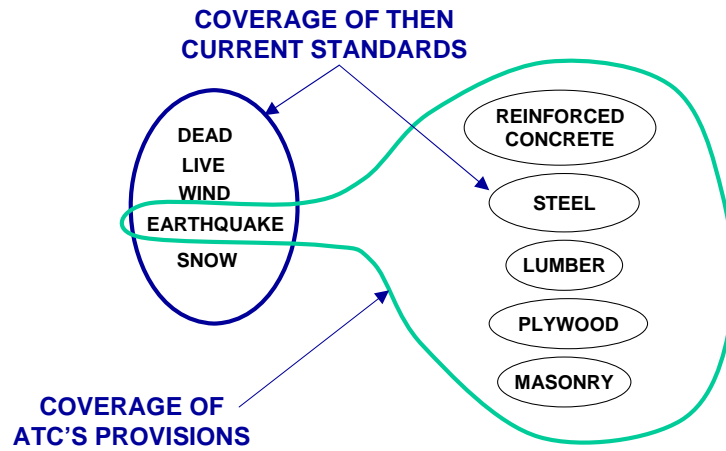 COVERAGE OF THEN
CURRENT STANDARDS
DEAD
LIVE
WIND
EARTHQUAKE
SNOW
REINFORCED
CONCRETE
STEEL
LUMBER
PLYWOOD
MASONRY
COVERAGE OF
ATC'S PROVISIONS